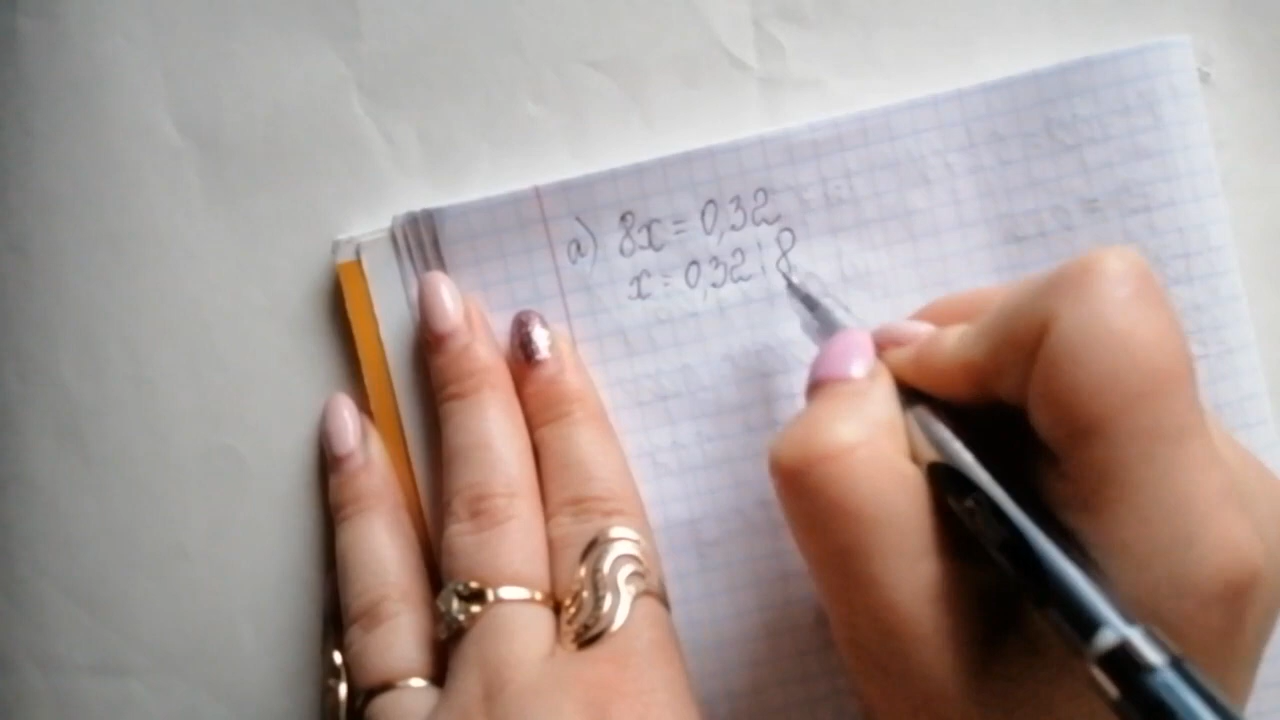 а) 8x = 0,32
x = 0,32 : 8